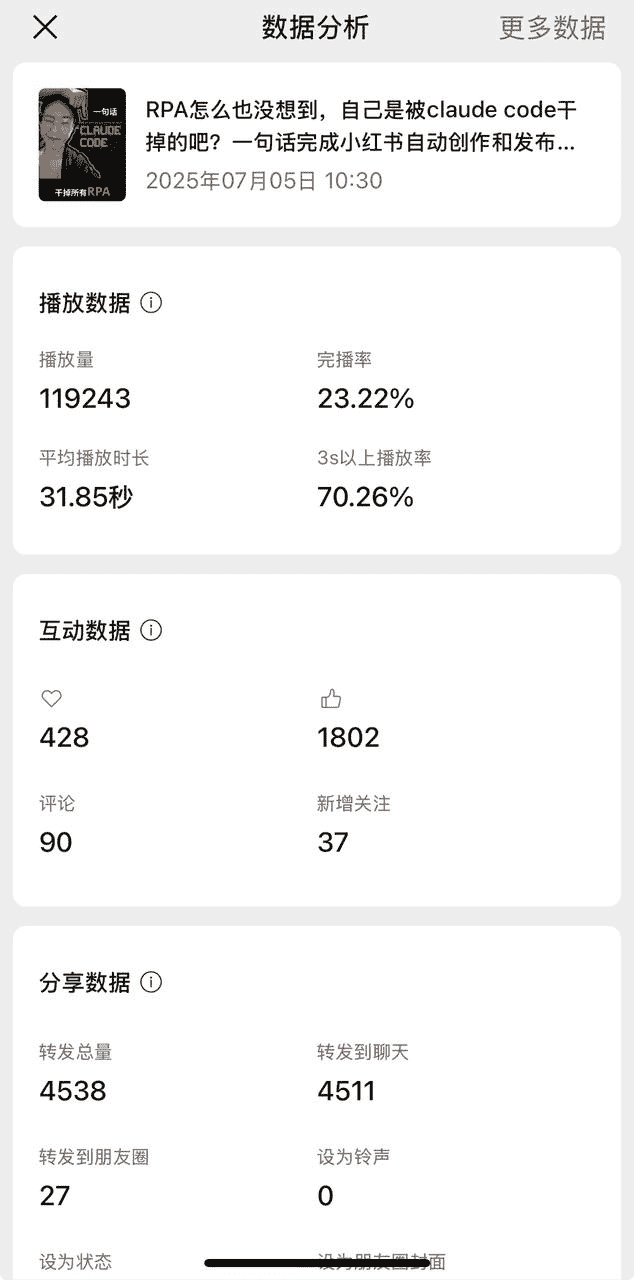 数据分析
更多数据
一句话
CLAUDE
CODE
干掉所有RPA
RPA怎么也没想到，自己是被claude code干
掉的吧？一句话完成小红书自动创作和发布...
2025年07月05日 10:30
播放数据
播放量
完播率
119243
23.22%
平均播放时长
3s以上播放率
31.85秒
70.26%
互动数据
428
1802
评论
新增关注
90
37
分享数据
转发总量
转发到聊天
4538
4511
转发到朋友圈
设为铃声
27
0
设为状态
设为朋友圈封面